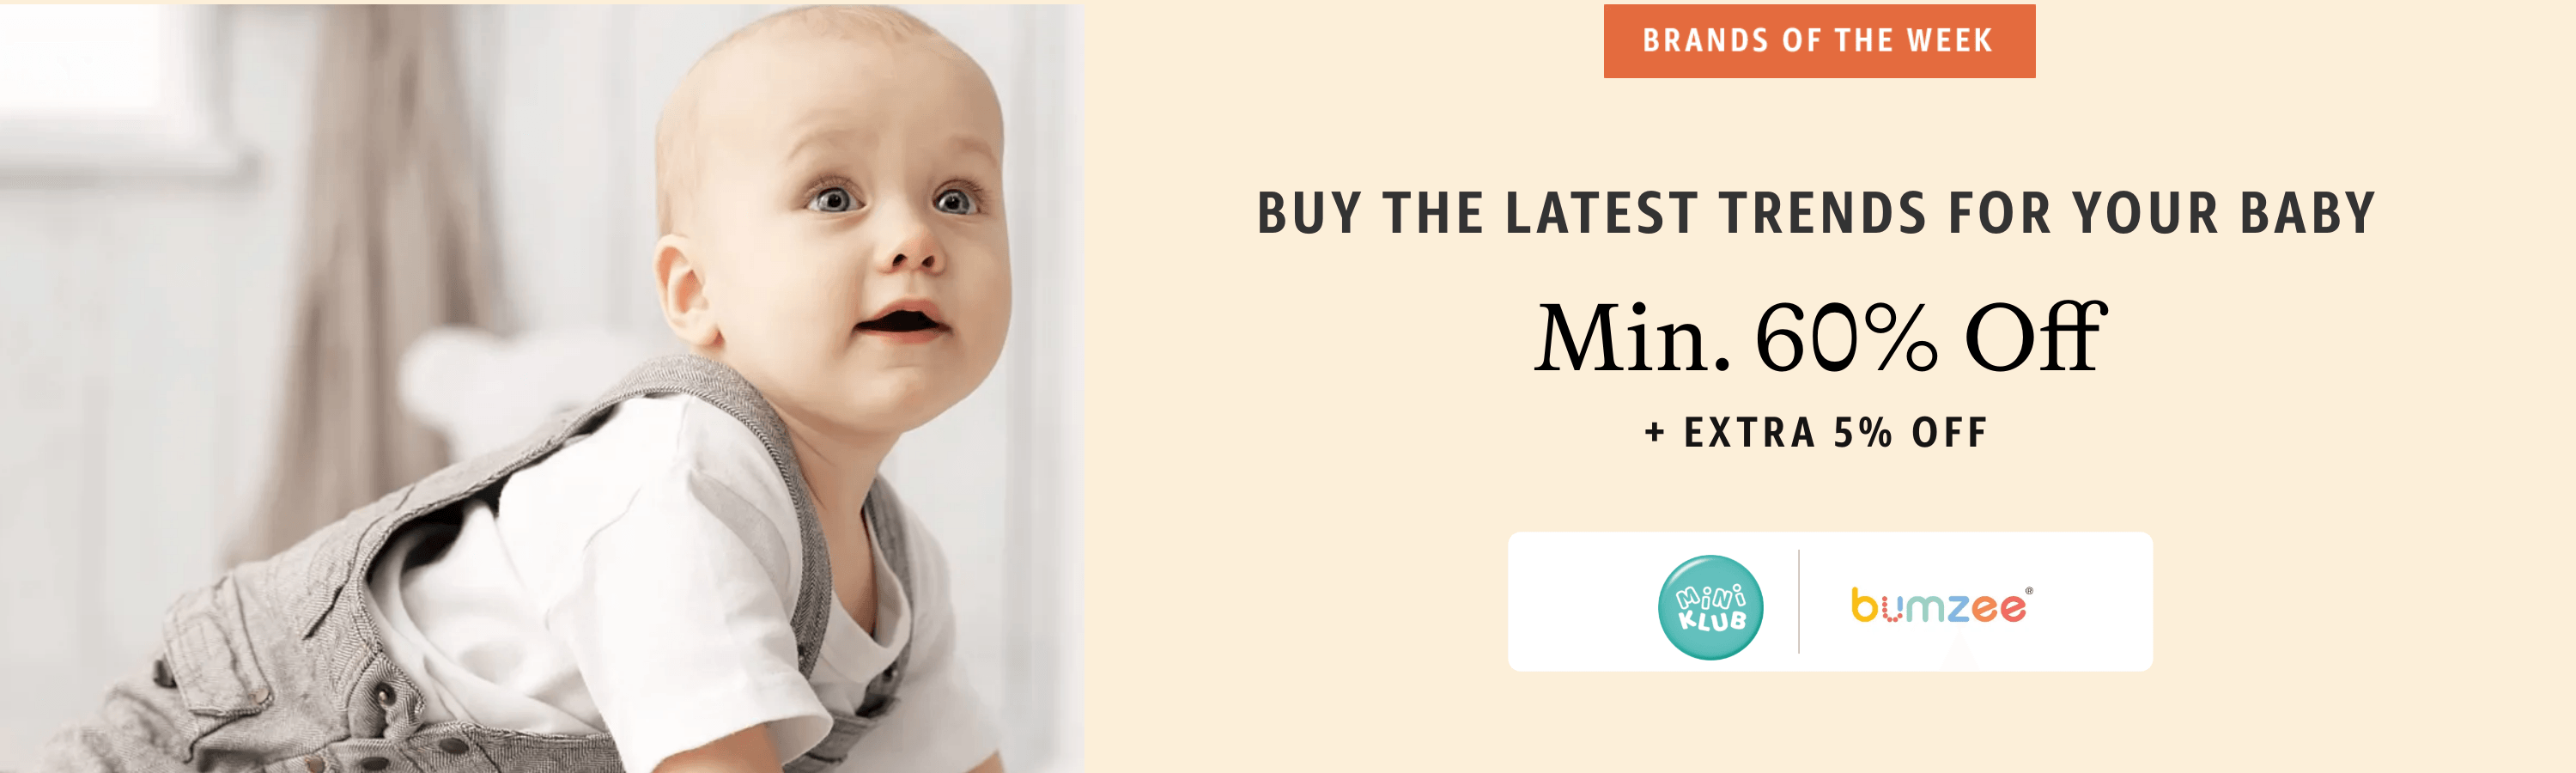 BRANDS OF THE WEEK
BUY THE LATEST TRENDS FOR YOUR BABY
Min. 60% Off
+ EXTRA 5% OFF
MiNi
KLUB
bumzee®